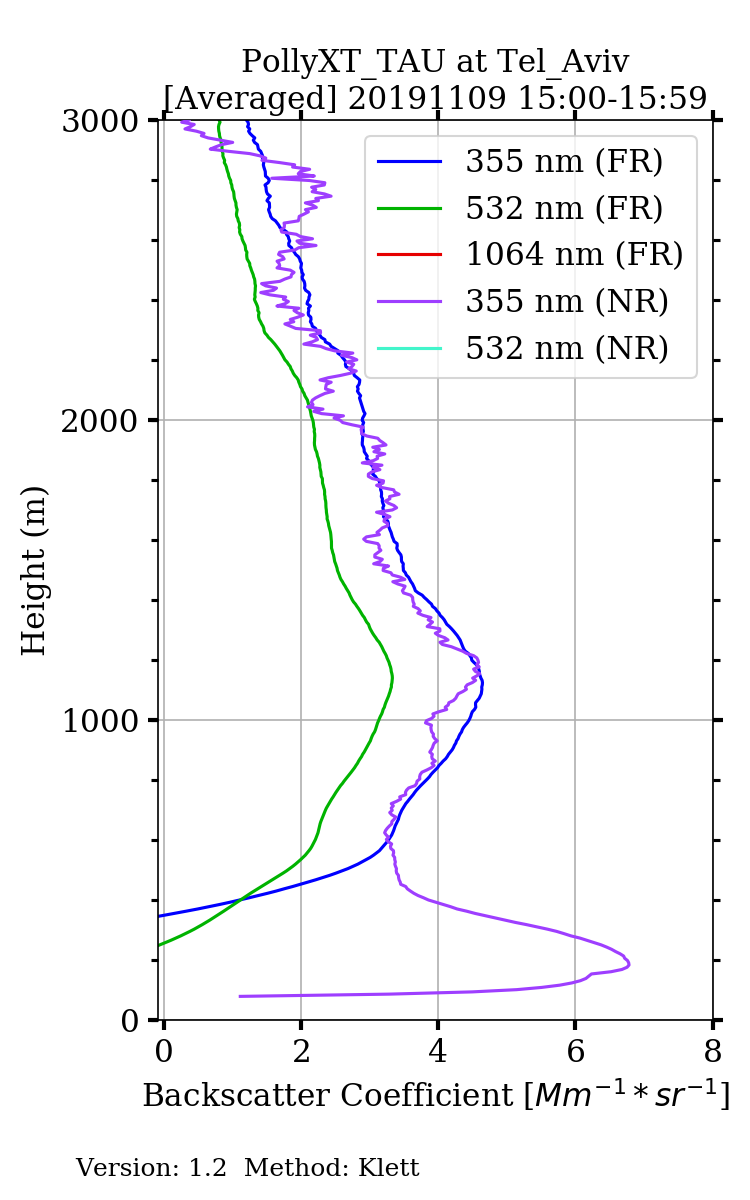 PollyXT_TAU at Tel_Aviv
[Averaged] 20191109 15:00-15:59
3000
2000
1000
0
Height (m)
355 nm (FR)
532 nm (FR)
1064 nm (FR)
355 nm (NR)
532 nm (NR)
0 2 4 6 8
Backscatter Coefficient [Mm⁻¹ * sr⁻¹]
Version: 1.2 Method: Klett